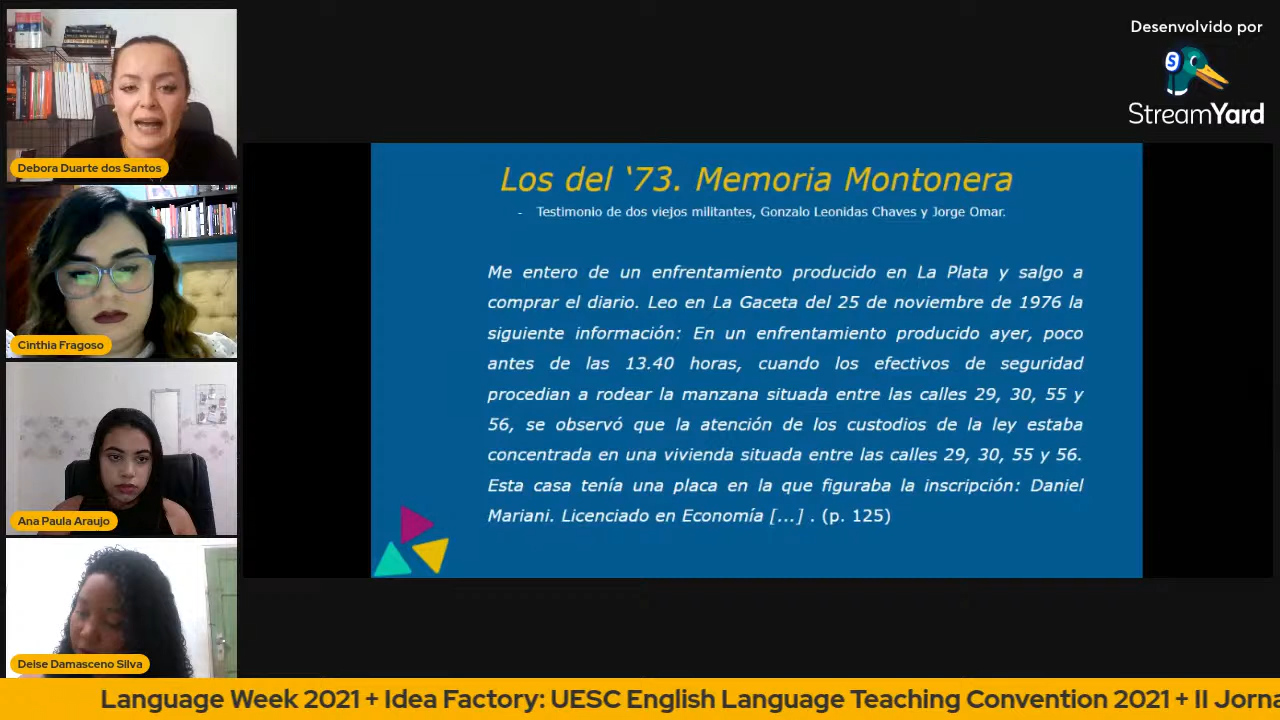 Desenvolvido por
StreamYard
Debora Duarte dos Santos
Cinthia Fragoso
Ana Paula Araujo
Deise Damasceno Silva
Los del ‘73. Memoria Montonera
- Testimonio de dos viejos militantes, Gonzalo Leonidas Chaves y Jorge Omar.
Me entero de un enfrentamiento producido en La Plata y salgo a
comprar el diario. Leo en La Gaceta del 25 de noviembre de 1976 la
siguiente información: En un enfrentamiento producido ayer, poco
antes de las 13.40 horas, cuando los efectivos de seguridad
procedian a rodear la manzana situada entre las calles 29, 30, 55 y
56, se observó que la atención de los custodios de la ley estaba
concentrada en una vivienda situada entre las calles 29, 30, 55 y 56.
Esta casa tenía una placa en la que figuraba la inscripción: Daniel
Mariani. Licenciado en Economía [...] . (p. 125)
Language Week 2021 + Idea Factory: UESC English Language Teaching Convention 2021 + II Jorna